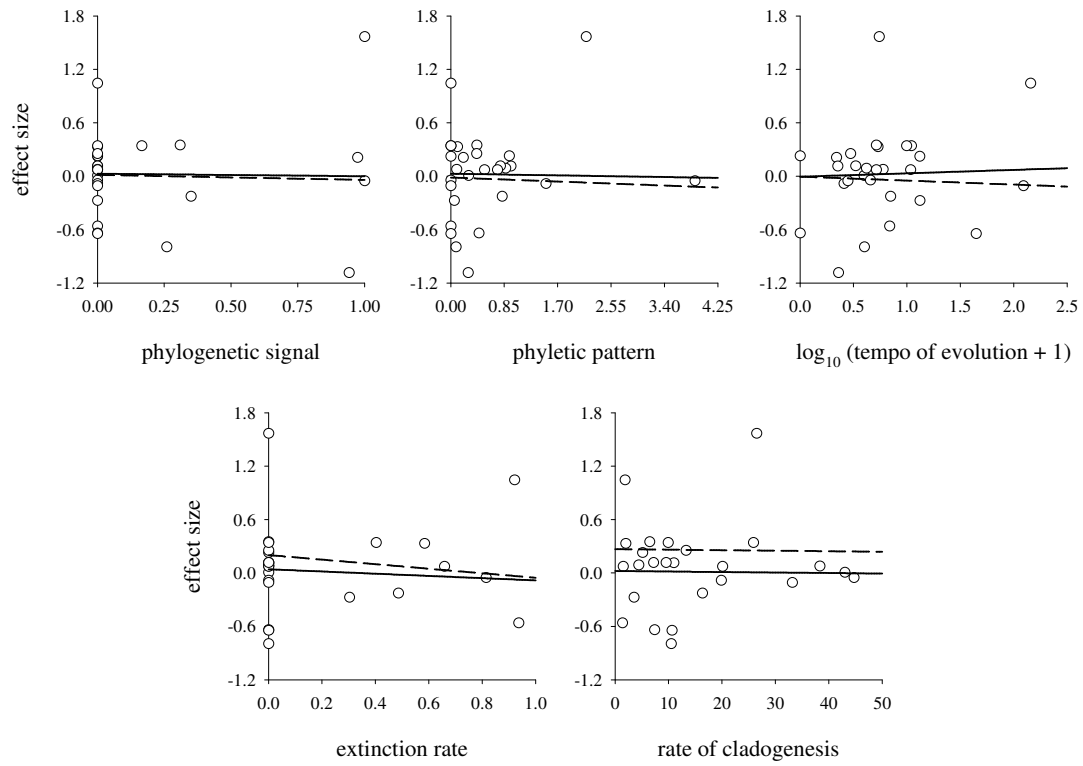 1.8
1.2
0.6
0.0
-0.6
-1.2
effect size
0.00 0.25 0.50 0.75 1.00
phylogenetic signal
1.8
1.2
0.6
0.0
-0.6
-1.2
0.00 0.85 1.70 2.55 3.40 4.25
phyletic pattern
1.8
1.2
0.6
0.0
-0.6
-1.2
0.0 0.5 1.0 1.5 2.0 2.5
log10 (tempo of evolution + 1)
1.8
1.2
0.6
0.0
-0.6
-1.2
effect size
0.0 0.2 0.4 0.6 0.8 1.0
extinction rate
1.8
1.2
0.6
0.0
-0.6
-1.2
0 10 20 30 40 50
rate of cladogenesis